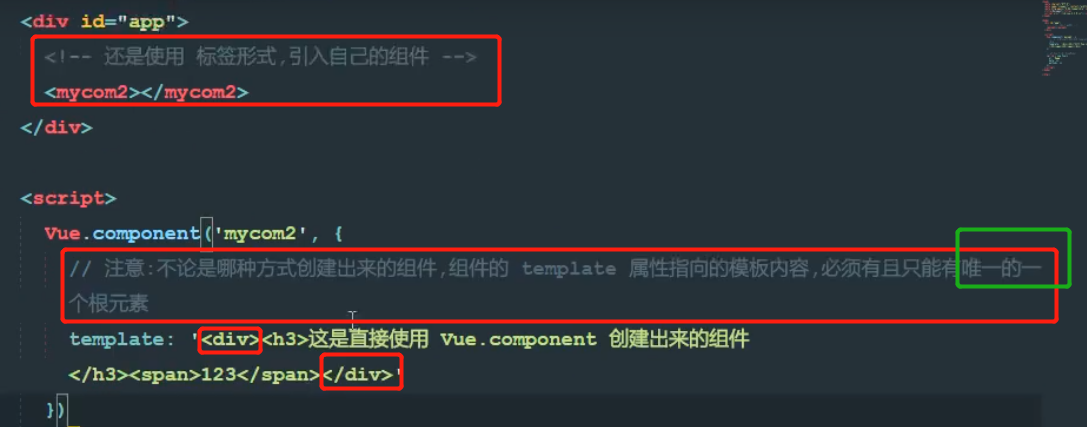 <div id="app">
<!-- 还是使用 标签形式,引入自己的组件 -->
<mycom2></mycom2>
</div>
<script>
Vue.component('mycom2', {
// 注意:不论是哪种方式创建出来的组件,组件的 template 属性指向的模板内容,必须有且只能有唯一的一
个根元素
template: '<div><h3>这是直接使用 Vue.component 创建出来的组件
</h3><span>123</span></div>'
})